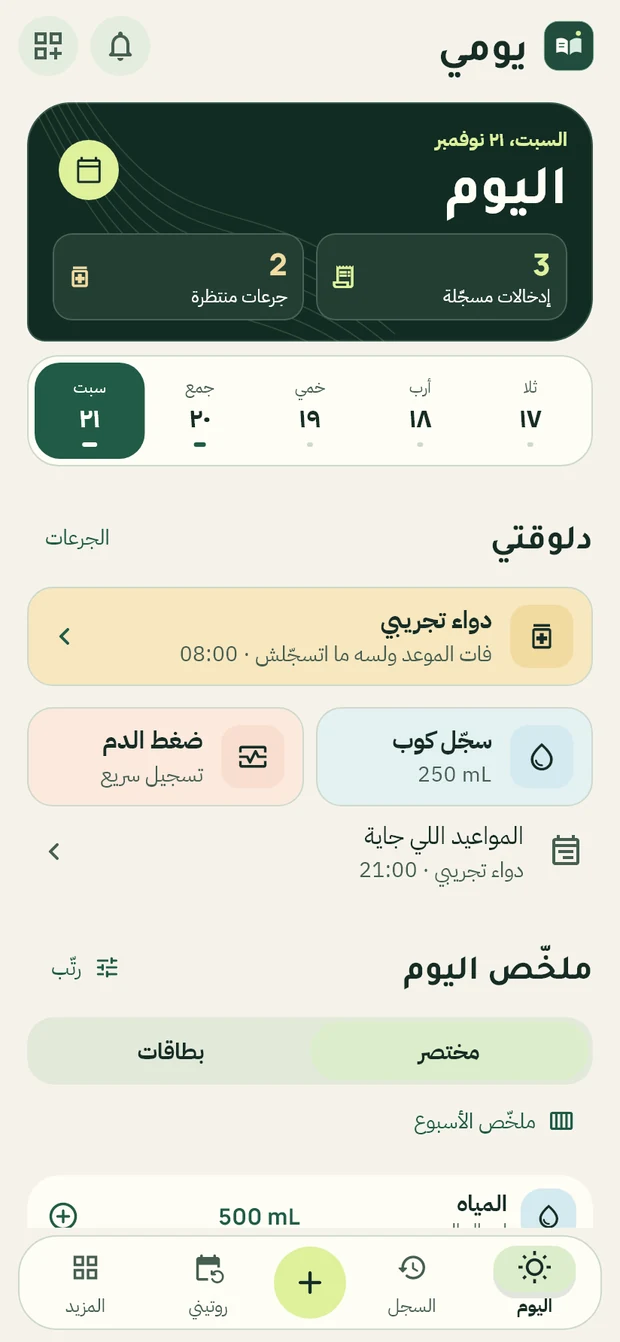 يومي
السبت، ٢١ نوفمبر
اليوم
3
إدخالات مسجّلة
2
جرعات منتظرة
ثلا
١٧
أرب
١٨
خمي
١٩
جمع
٢٠
سبت
٢١
دلوقتي
الجرعات
دواء تجريبي
فات الموعد ولسه ما اتسجّلش · 08:00
سجّل كوب
250 mL
ضغط الدم
تسجيل سريع
المواعيد اللي جاية
دواء تجريبي · 21:00
ملخّص اليوم
رتّب
مختصر
بطاقات
ملخّص الأسبوع
المياه
500 mL
اليوم
السجل
روتيني
المزيد